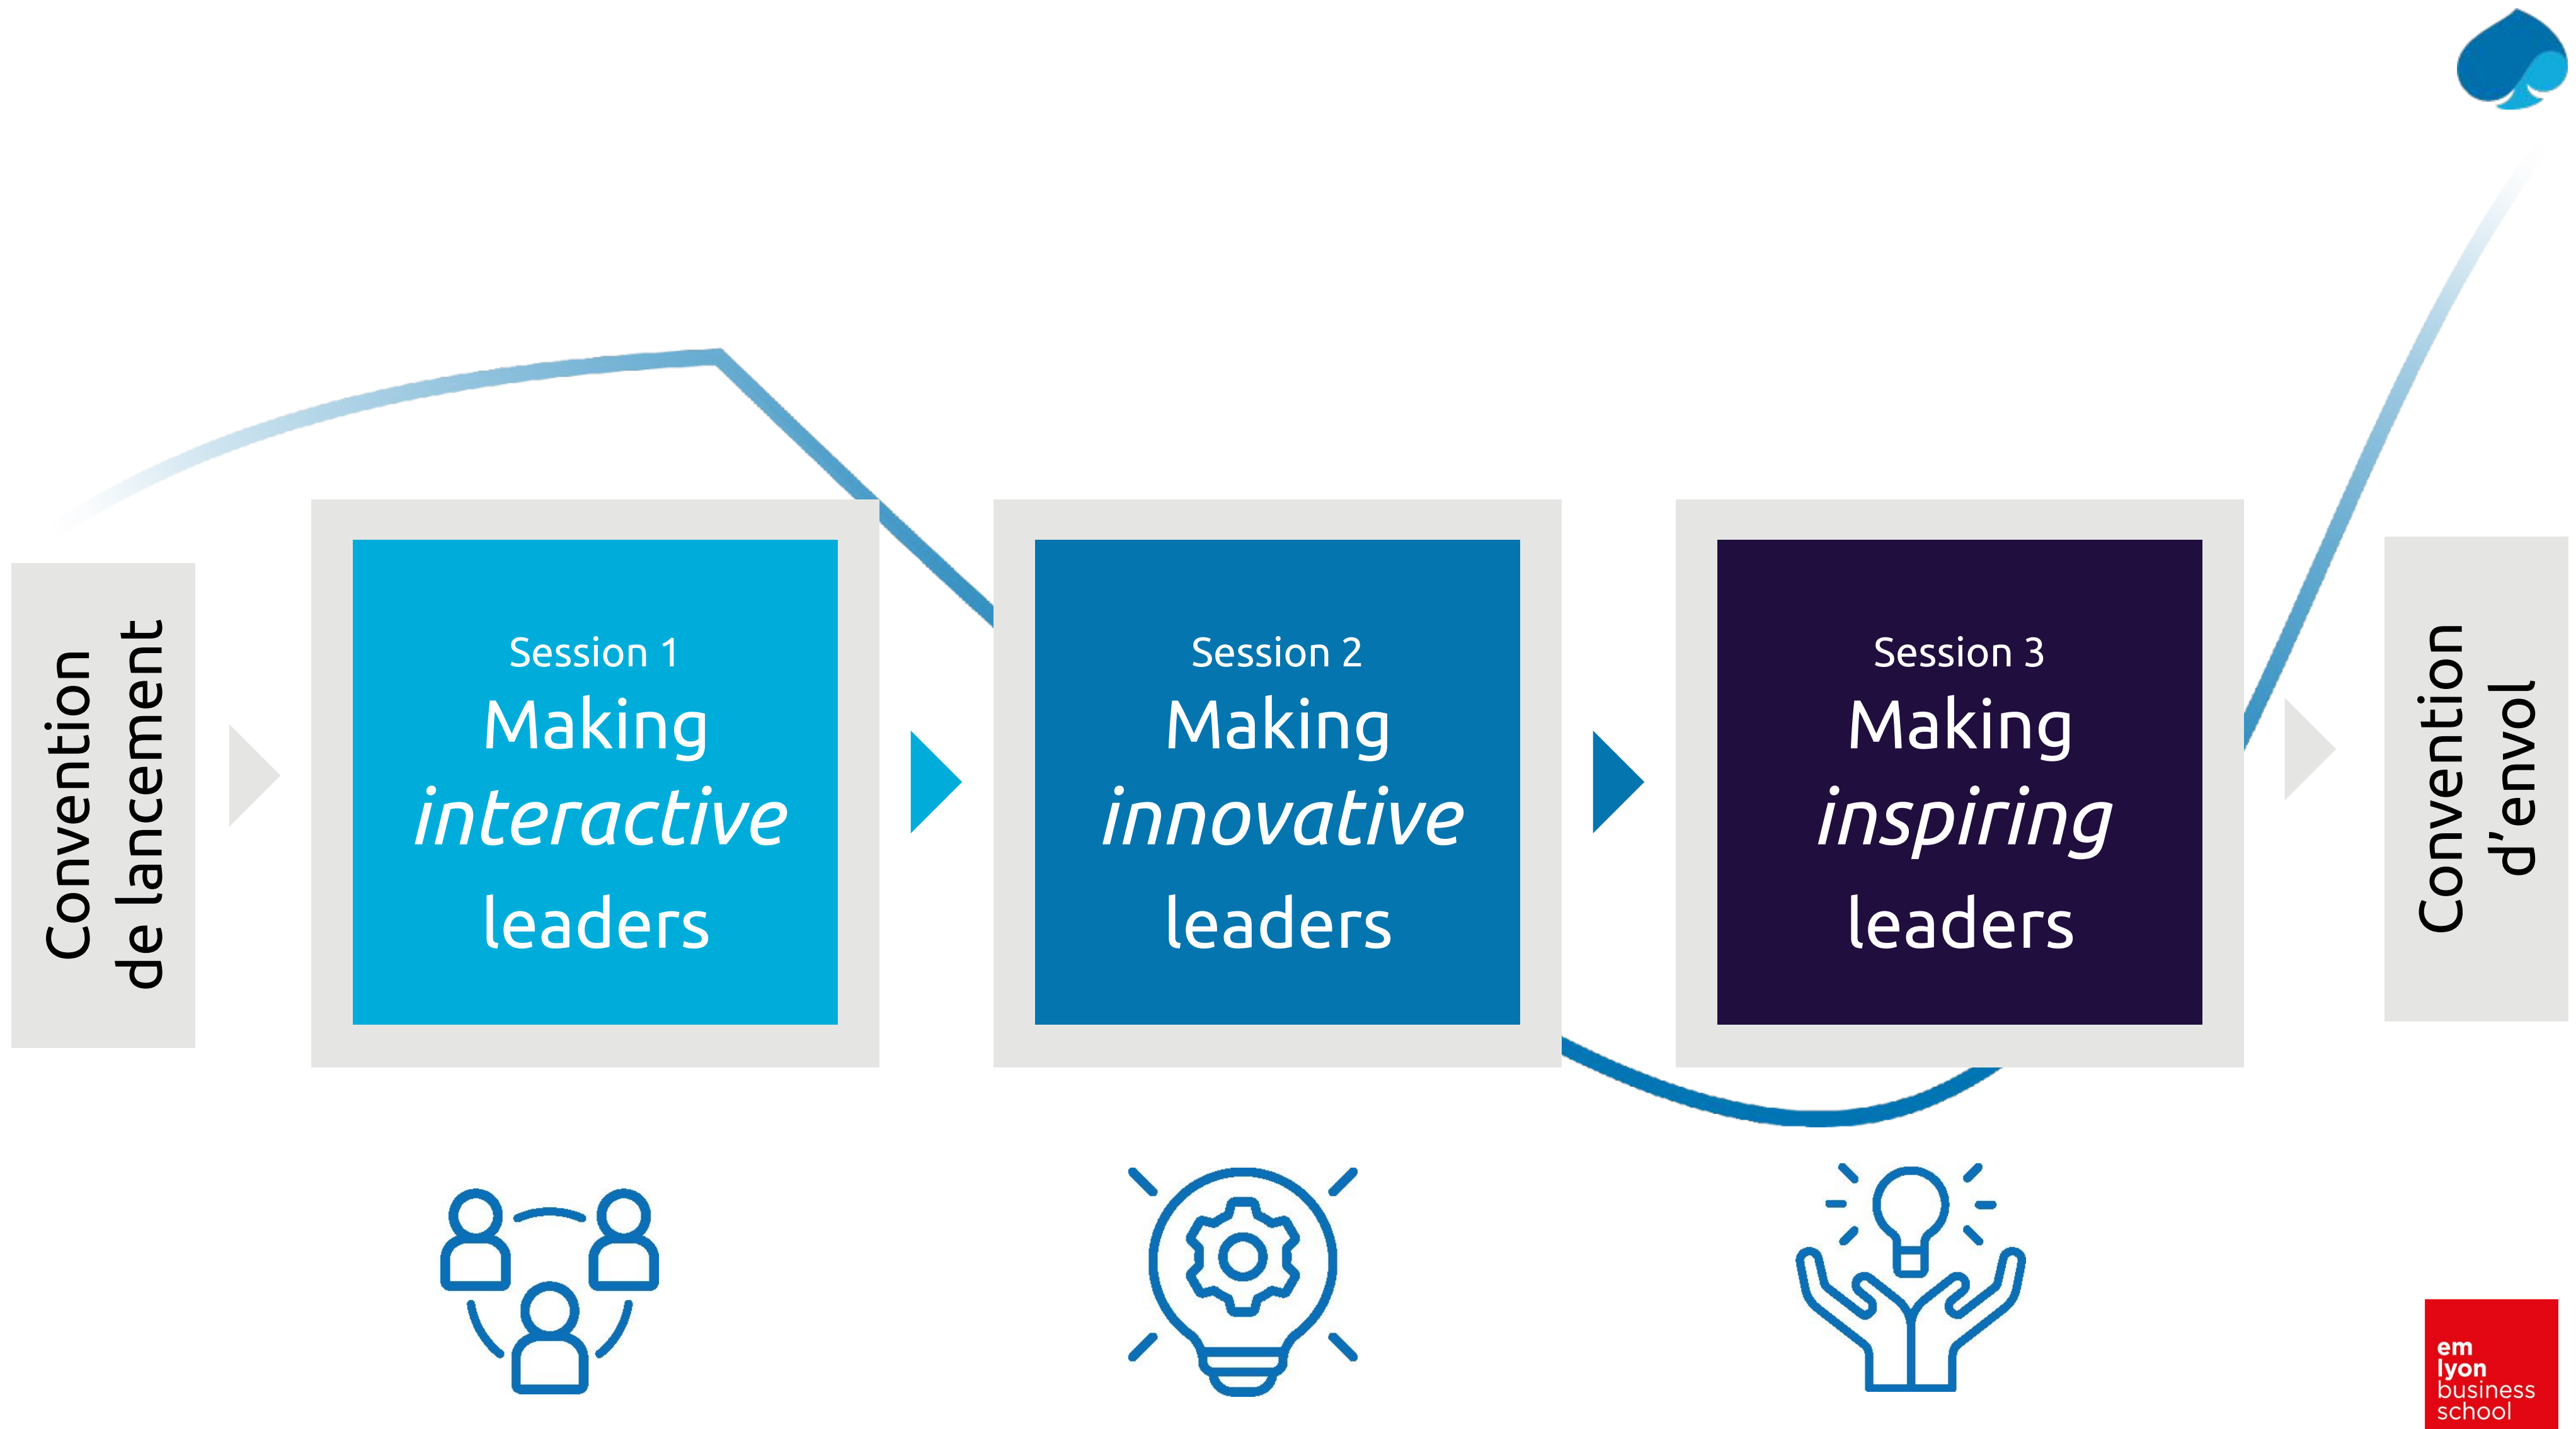 Convention
de lancement
Session 1
Making
interactive
leaders
Session 2
Making
innovative
leaders
Session 3
Making
inspiring
leaders
Convention
d’envol
em
lyon
business
school